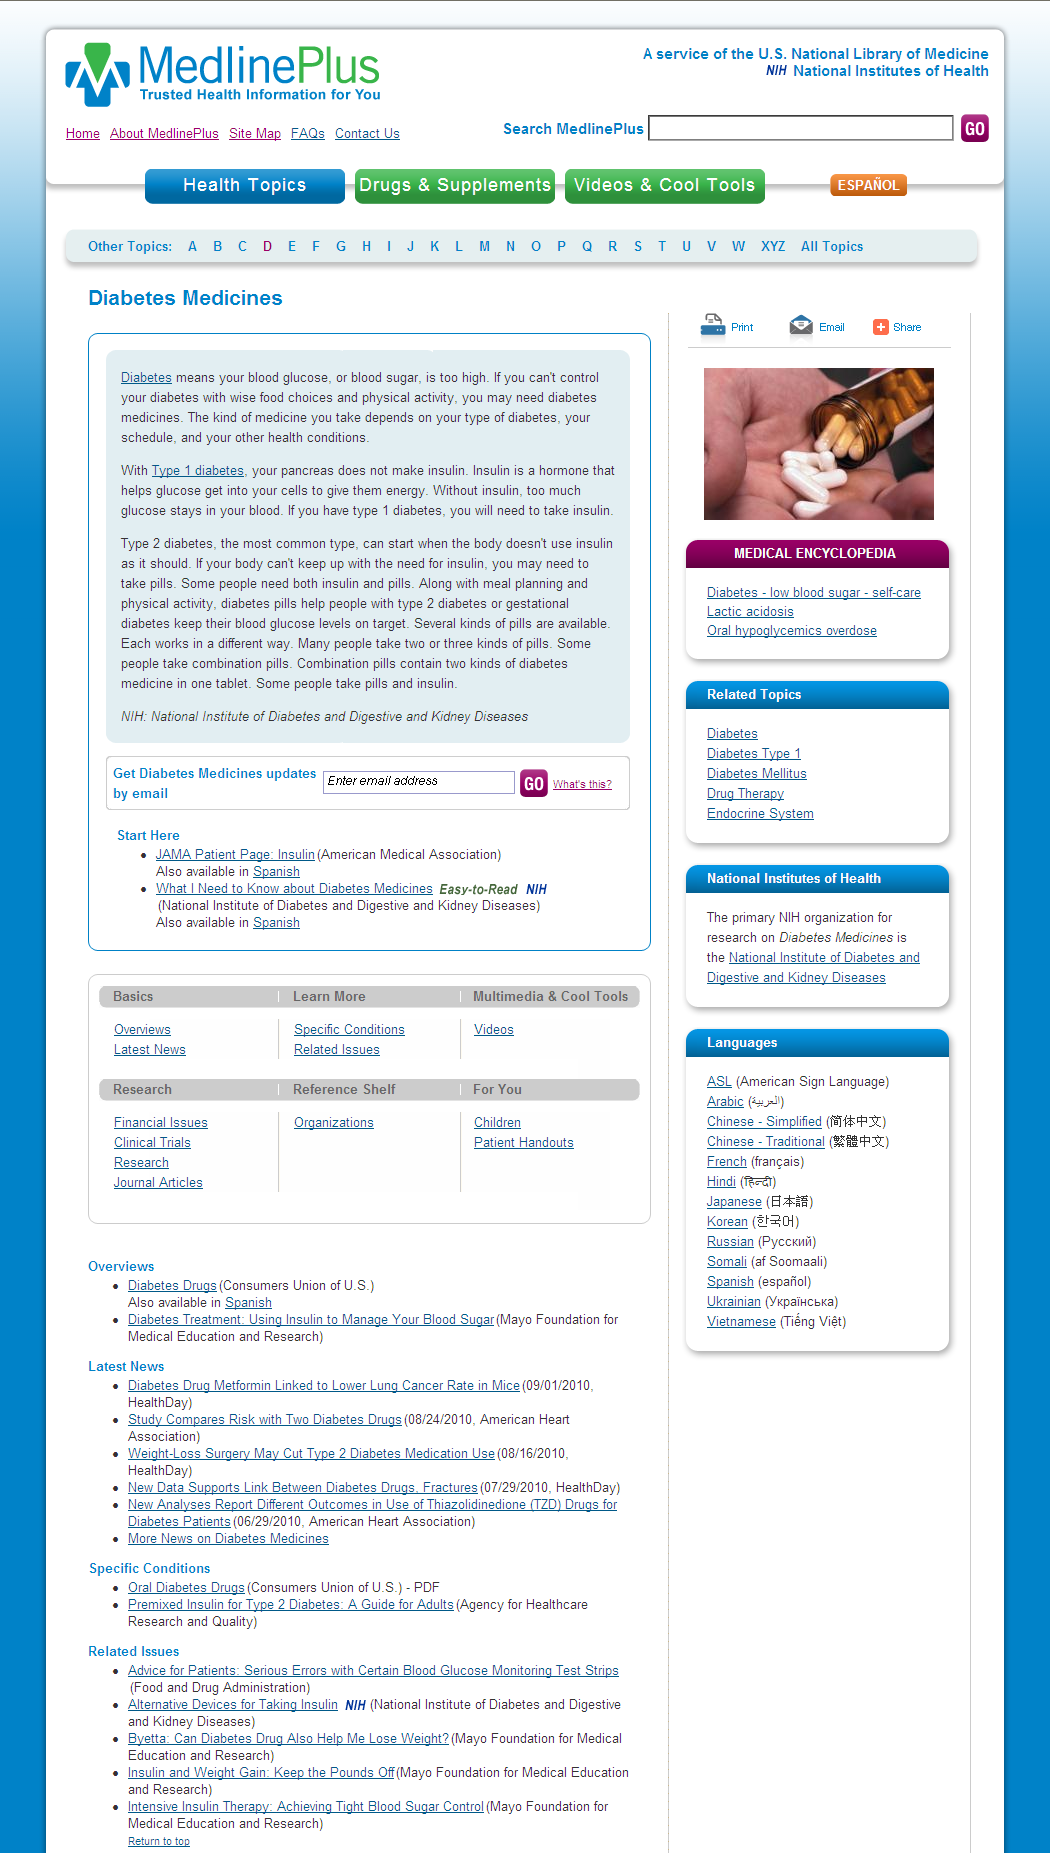 MedlinePlus
Trusted Health Information for You
A service of the U.S. National Library of Medicine
NIH National Institutes of Health
Home About MedlinePlus Site Map FAQs Contact Us
Search MedlinePlus GO
Health Topics Drugs & Supplements Videos & Cool Tools ESPAÑOL
Other Topics: A B C D E F G H I J K L M N O P Q R S T U V W XYZ All Topics
Diabetes Medicines
Diabetes means your blood glucose, or blood sugar, is too high. If you can't control
your diabetes with wise food choices and physical activity, you may need diabetes
medicines. The kind of medicine you take depends on your type of diabetes, your
schedule, and your other health conditions.
With Type 1 diabetes, your pancreas does not make insulin. Insulin is a hormone that
helps glucose get into your cells to give them energy. Without insulin, too much
glucose stays in your blood. If you have type 1 diabetes, you will need to take insulin.
Type 2 diabetes, the most common type, can start when the body doesn't use insulin
as it should. If your body can't keep up with the need for insulin, you may need to
take pills. Some people need both insulin and pills. Along with meal planning and
physical activity, diabetes pills help people with type 2 diabetes or gestational
diabetes keep their blood glucose levels on target. Several kinds of pills are available.
Each works in a different way. Many people take two or three kinds of pills. Some
people take combination pills. Combination pills contain two kinds of diabetes
medicine in one tablet. Some people take pills and insulin.
NIH: National Institute of Diabetes and Digestive and Kidney Diseases
Get Diabetes Medicines updates
by email
Enter email address GO What's this?
Start Here
• JAMA Patient Page: Insulin (American Medical Association)
Also available in Spanish
• What I Need to Know about Diabetes Medicines Easy-to-Read NIH
(National Institute of Diabetes and Digestive and Kidney Diseases)
Also available in Spanish
Basics Learn More Multimedia & Cool Tools
Overviews Specific Conditions Videos
Latest News Related Issues
Research Reference Shelf For You
Financial Issues Organizations Children
Clinical Trials Patient Handouts
Research
Journal Articles
Overviews
• Diabetes Drugs (Consumers Union of U.S.)
Also available in Spanish
• Diabetes Treatment: Using Insulin to Manage Your Blood Sugar (Mayo Foundation for
Medical Education and Research)
Latest News
• Diabetes Drug Metformin Linked to Lower Lung Cancer Rate in Mice (09/01/2010,
HealthDay)
• Study Compares Risk with Two Diabetes Drugs (08/24/2010, American Heart
Association)
• Weight-Loss Surgery May Cut Type 2 Diabetes Medication Use (08/16/2010,
HealthDay)
• New Data Supports Link Between Diabetes Drugs, Fractures (07/29/2010, HealthDay)
• New Analyses Report Different Outcomes in Use of Thiazolidinedione (TZD) Drugs for
Diabetes Patients (06/29/2010, American Heart Association)
• More News on Diabetes Medicines
Specific Conditions
• Oral Diabetes Drugs (Consumers Union of U.S.) - PDF
• Premixed Insulin for Type 2 Diabetes: A Guide for Adults (Agency for Healthcare
Research and Quality)
Related Issues
• Advice for Patients: Serious Errors with Certain Blood Glucose Monitoring Test Strips
(Food and Drug Administration)
• Alternative Devices for Taking Insulin NIH (National Institute of Diabetes and Digestive
and Kidney Diseases)
• Byetta: Can Diabetes Drug Also Help Me Lose Weight? (Mayo Foundation for Medical
Education and Research)
• Insulin and Weight Gain: Keep the Pounds Off (Mayo Foundation for Medical Education
and Research)
• Intensive Insulin Therapy: Achieving Tight Blood Sugar Control (Mayo Foundation for
Medical Education and Research)
Return to top
Print Email Share
MEDICAL ENCYCLOPEDIA
Diabetes - low blood sugar - self-care
Lactic acidosis
Oral hypoglycemics overdose
Related Topics
Diabetes
Diabetes Type 1
Diabetes Mellitus
Drug Therapy
Endocrine System
National Institutes of Health
The primary NIH organization for
research on Diabetes Medicines is
the National Institute of Diabetes and
Digestive and Kidney Diseases
Languages
ASL (American Sign Language)
Arabic (العربية)
Chinese - Simplified (简体中文)
Chinese - Traditional (繁體中文)
French (français)
Hindi (हिन्दी)
Japanese (日本語)
Korean (한국어)
Russian (Русский)
Somali (af Soomaali)
Spanish (español)
Ukrainian (Українська)
Vietnamese (Tiếng Việt)